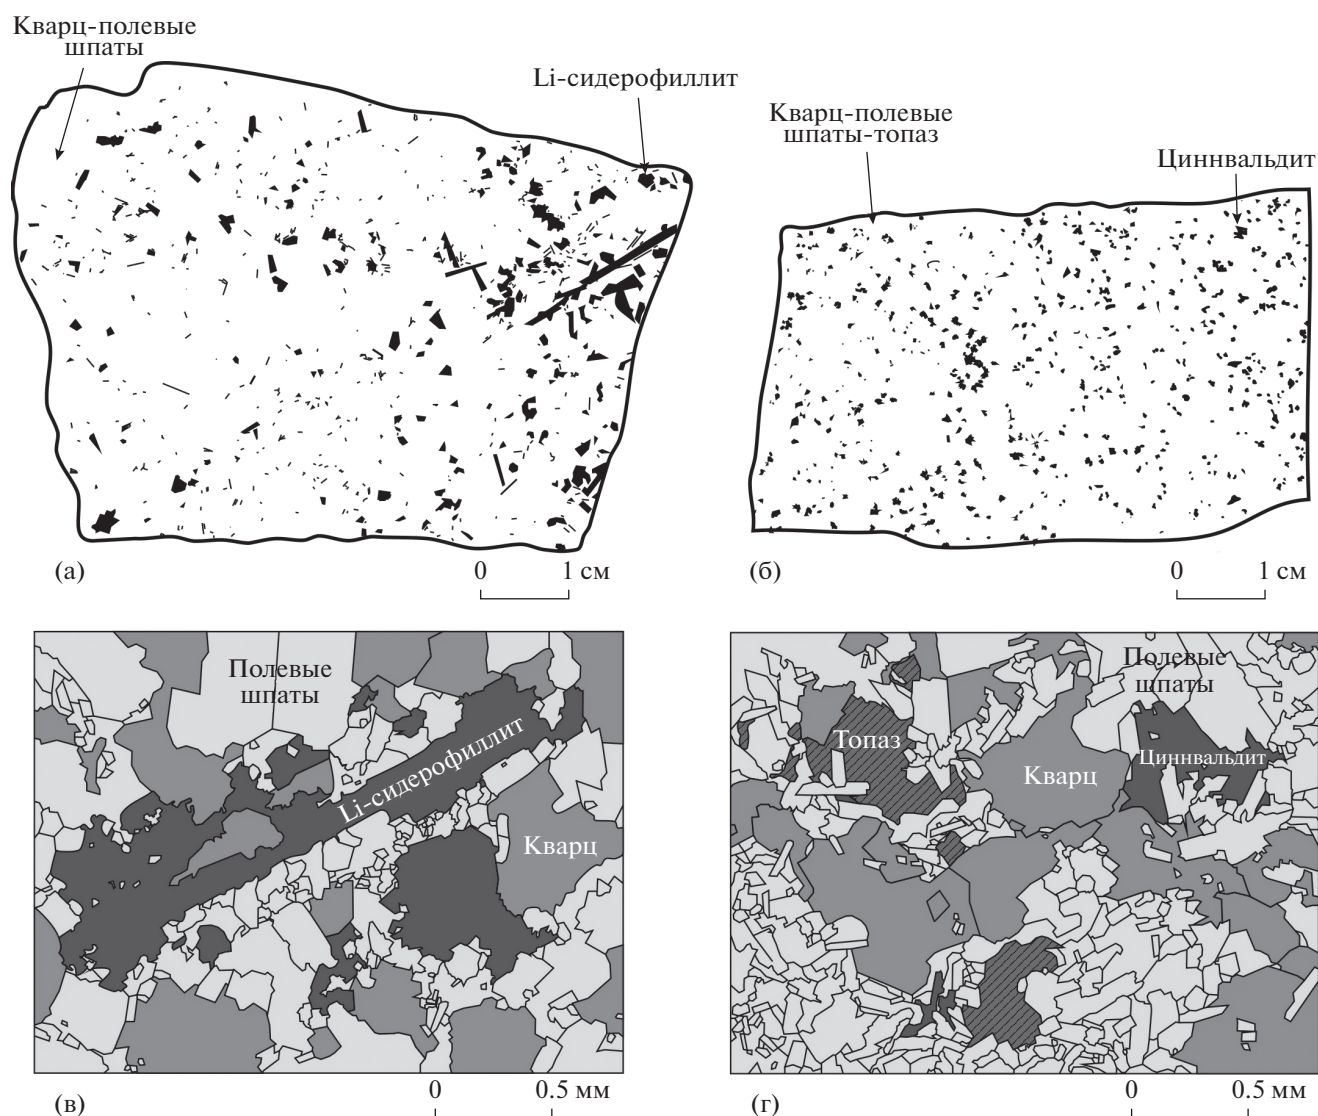 Кварц-полевые
шпаты
Li-сидерофиллит
Кварц-полевые
шпаты-топаз
Циннвальдит
(а)
0 1 см
(б)
0 1 см
Полевые
шпаты
Li-сидерофиллит
Кварц
Полевые
шпаты
Топаз
Кварц
Циннвальдит
(в)
0 0.5 мм
(г)
0 0.5 мм